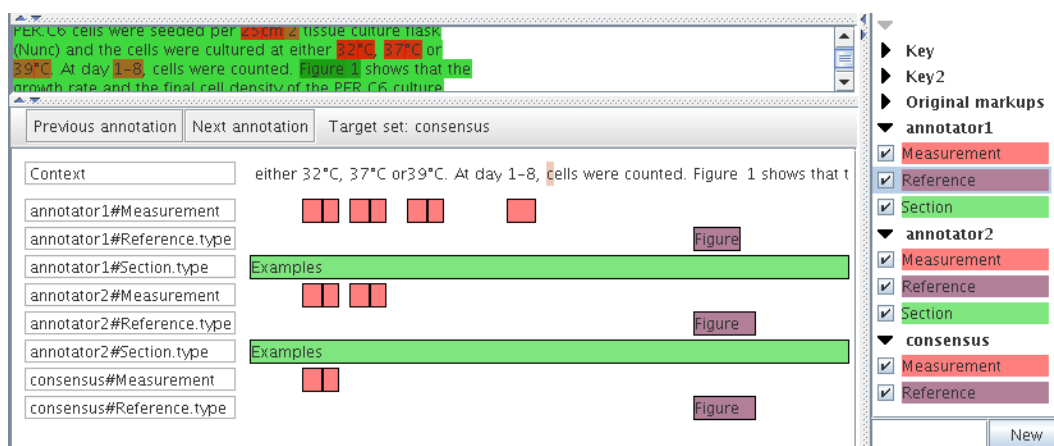 PER.C6 cells were seeded per 25cm 2 tissue culture flask
(Nunc) and the cells were cultured at either 32°C, 37°C or
39°C. At day 1-8, cells were counted. Figure 1 shows that the
growth rate and the final cell density of the PER.C6 culture
Previous annotation Next annotation Target set: consensus
Context either 32°C, 37°C or39°C. At day 1-8, cells were counted. Figure 1 shows that t
annotator1#Measurement
annotator1#Reference.type Figure
annotator1#Section.type Examples
annotator2#Measurement
annotator2#Reference.type Figure
annotator2#Section.type Examples
consensus#Measurement
consensus#Reference.type Figure
Key
Key2
Original markups
annotator1
Measurement
Reference
Section
annotator2
Measurement
Reference
Section
consensus
Measurement
Reference
New